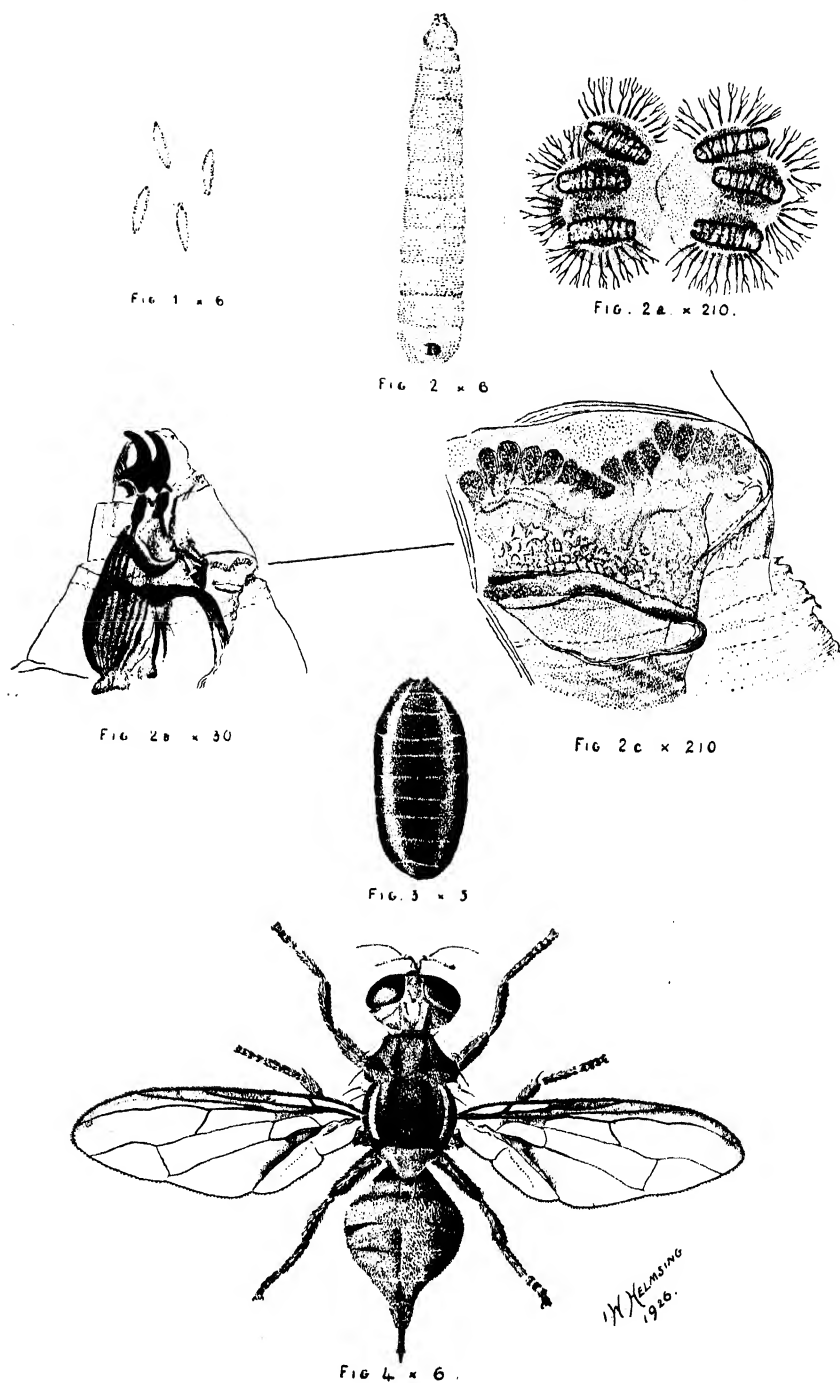 FIG 1 × 6
FIG. 2a. × 210.
FIG 2 × 6
FIG 2B × 30
FIG 2c × 210
FIG. 3 × 5
IW HELMSING
1926.
FIG 4 × 6.